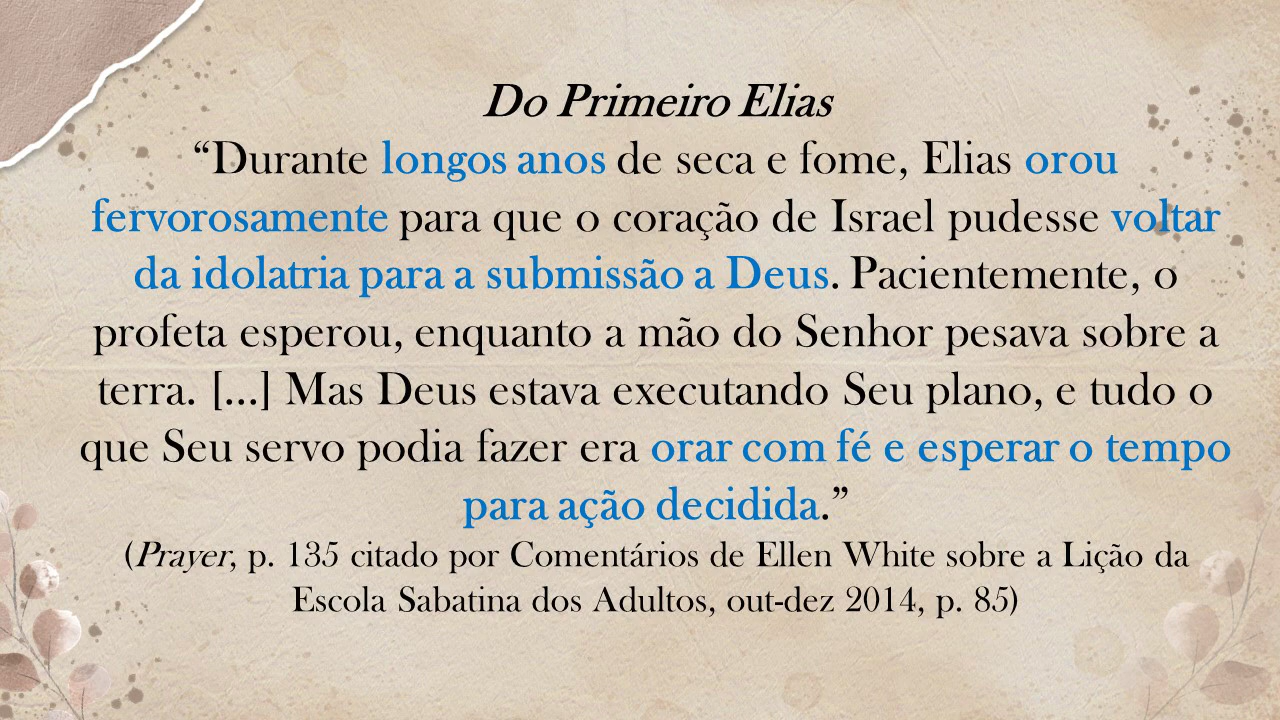 Do Primeiro Elias
“Durante longos anos de seca e fome, Elias orou
fervorosamente para que o coração de Israel pudesse voltar
da idolatria para a submissão a Deus. Pacientemente, o
profeta esperou, enquanto a mão do Senhor pesava sobre a
terra. [...] Mas Deus estava executando Seu plano, e tudo o
que Seu servo podia fazer era orar com fé e esperar o tempo
para ação decidida.”
(Prayer, p. 135 citado por Comentários de Ellen White sobre a Lição da
Escola Sabatina dos Adultos, out-dez 2014, p. 85)